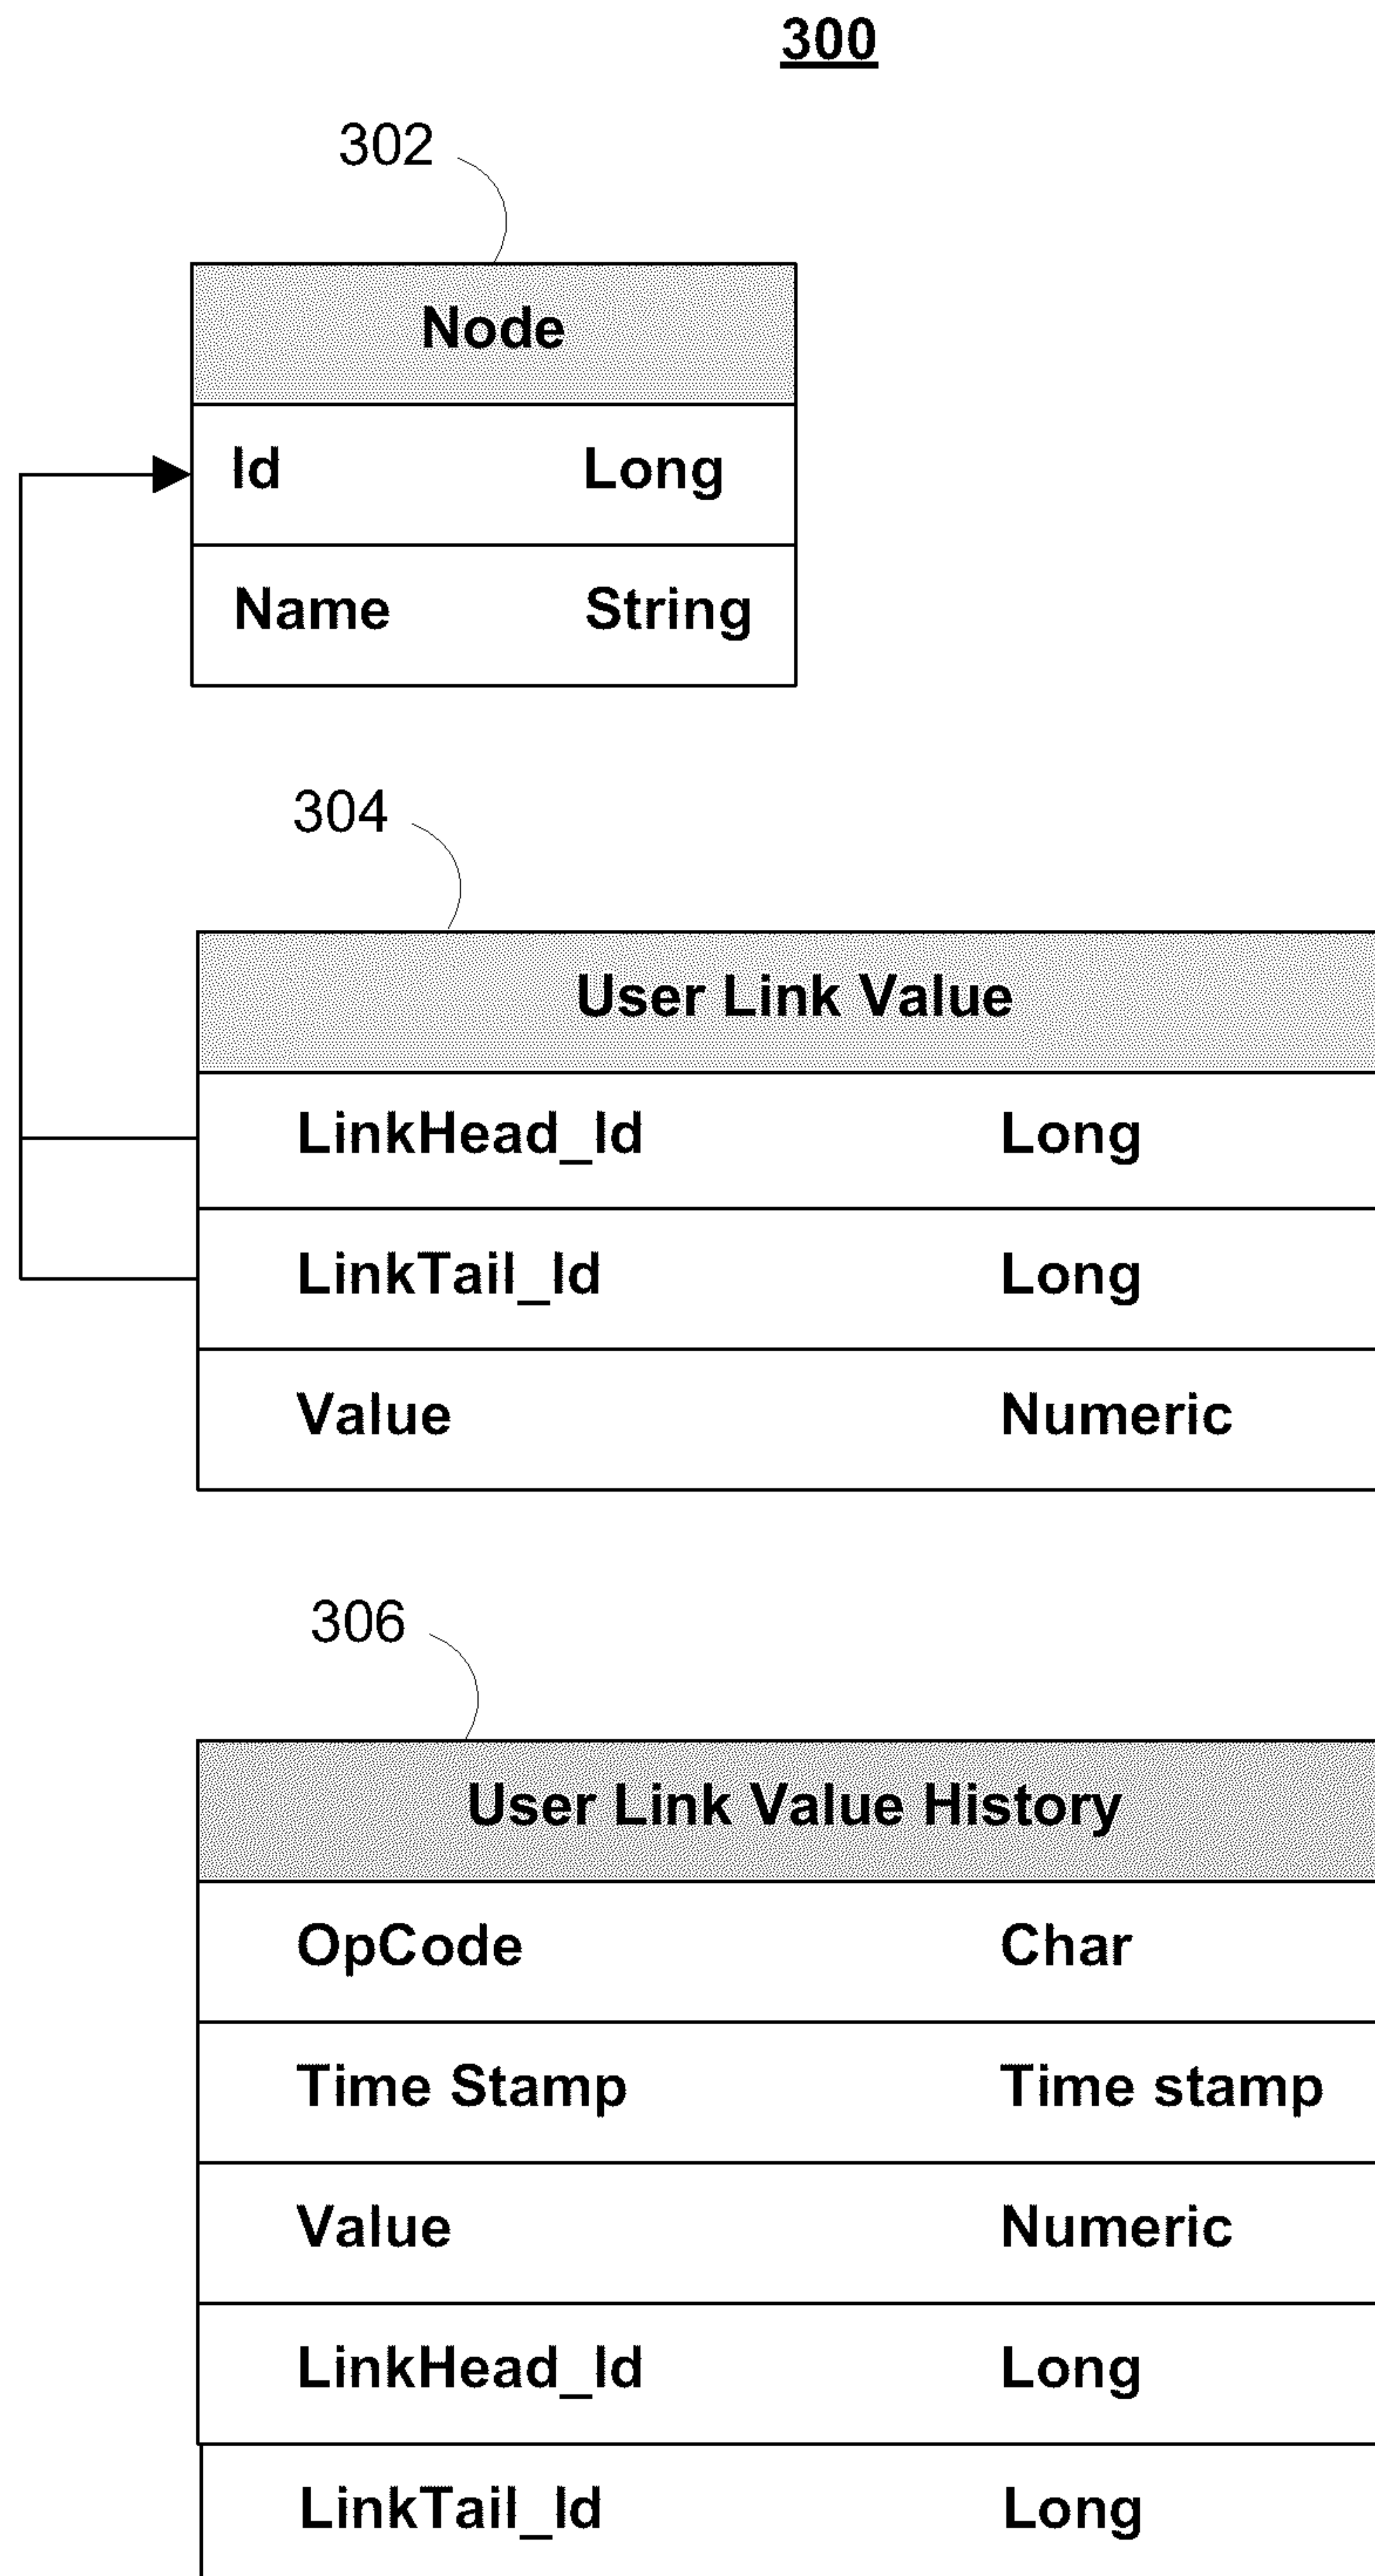 300
302
Node
Id Long
Name String
304
User Link Value
LinkHead_Id Long
LinkTail_Id Long
Value Numeric
306
User Link Value History
OpCode Char
Time Stamp Time stamp
Value Numeric
LinkHead_Id Long
LinkTail_Id Long